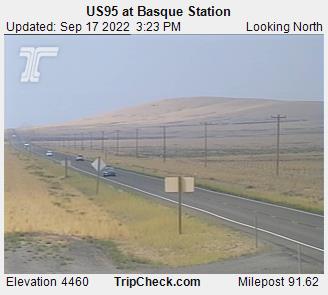 US95 at Basque Station
Updated: Sep 17 2022 3:23 PM Looking North
Elevation 4460 TripCheck.com Milepost 91.62